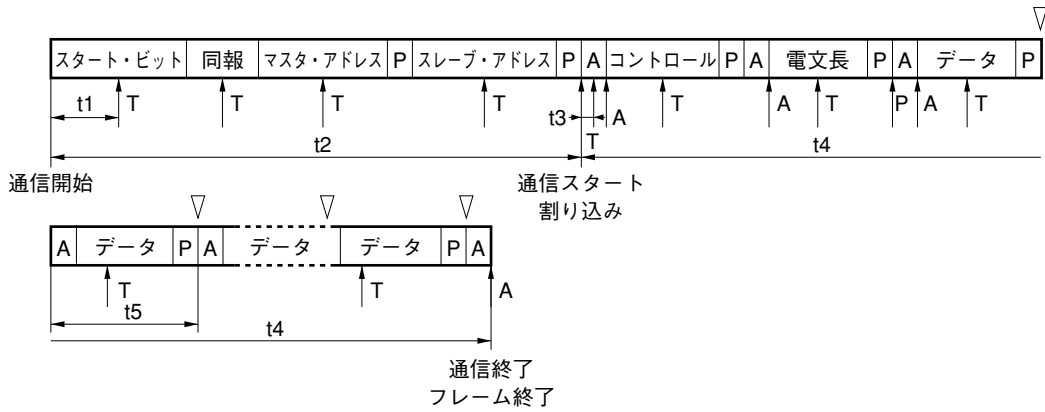 スタート・ビット 同報 マスタ・アドレス P スレーブ・アドレス P A コントロール P A 電文長 P A データ P
t1 T T T T t3 T A T A T P A T
t2 t4
通信開始 通信スタート
割り込み
A データ P A データ データ P A
T T A
t5
t4
通信終了
フレーム終了